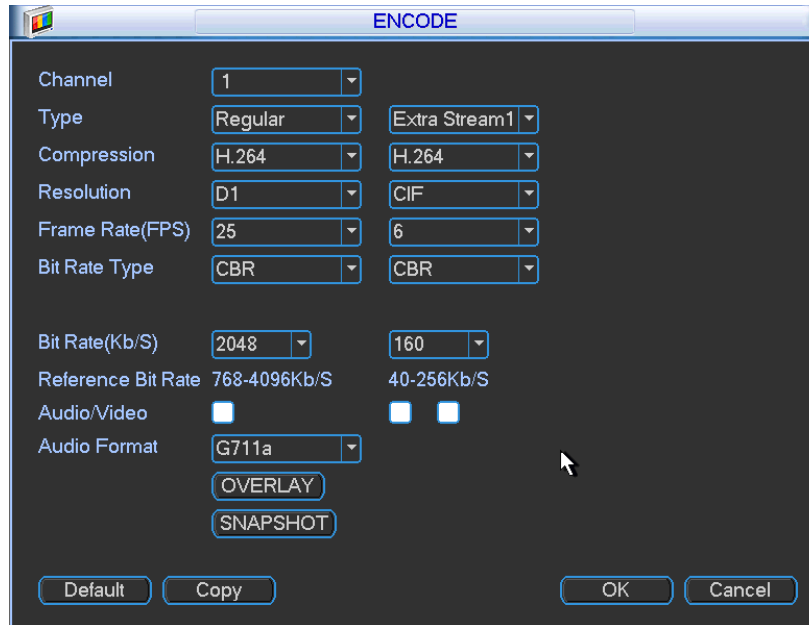 ENCODE
Channel 1
Type Regular Extra Stream1
Compression H.264 H.264
Resolution D1 CIF
Frame Rate(FPS) 25 6
Bit Rate Type CBR CBR
Bit Rate(Kb/S) 2048 160
Reference Bit Rate 768-4096Kb/S 40-256Kb/S
Audio/Video
Audio Format G711a
OVERLAY
SNAPSHOT
Default Copy OK Cancel